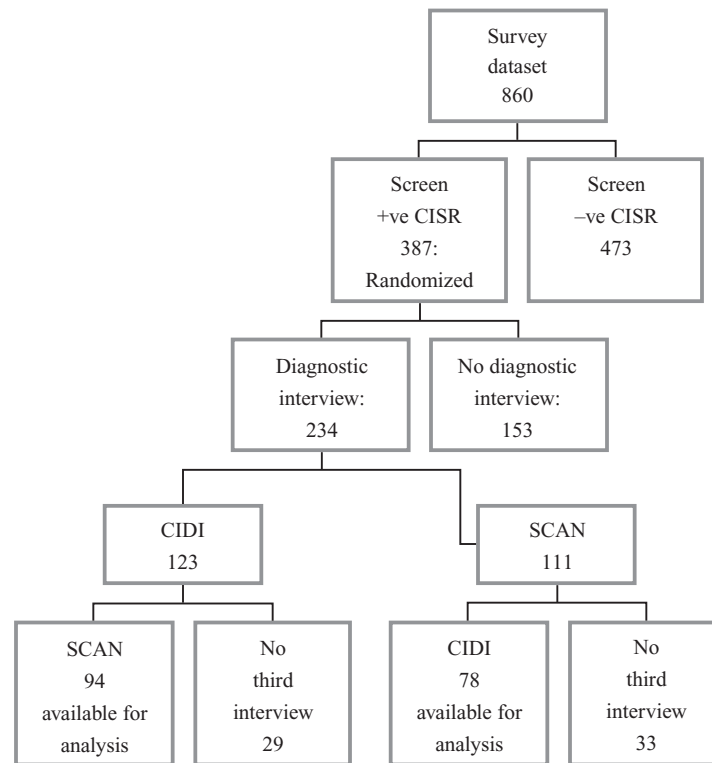 Survey
dataset
860
Screen
+ve CISR
387:
Randomized
Screen
–ve CISR
473
Diagnostic
interview:
234
No diagnostic
interview:
153
CIDI
123
SCAN
111
SCAN
94
available for
analysis
No
third
interview
29
CIDI
78
available for
analysis
No
third
interview
33